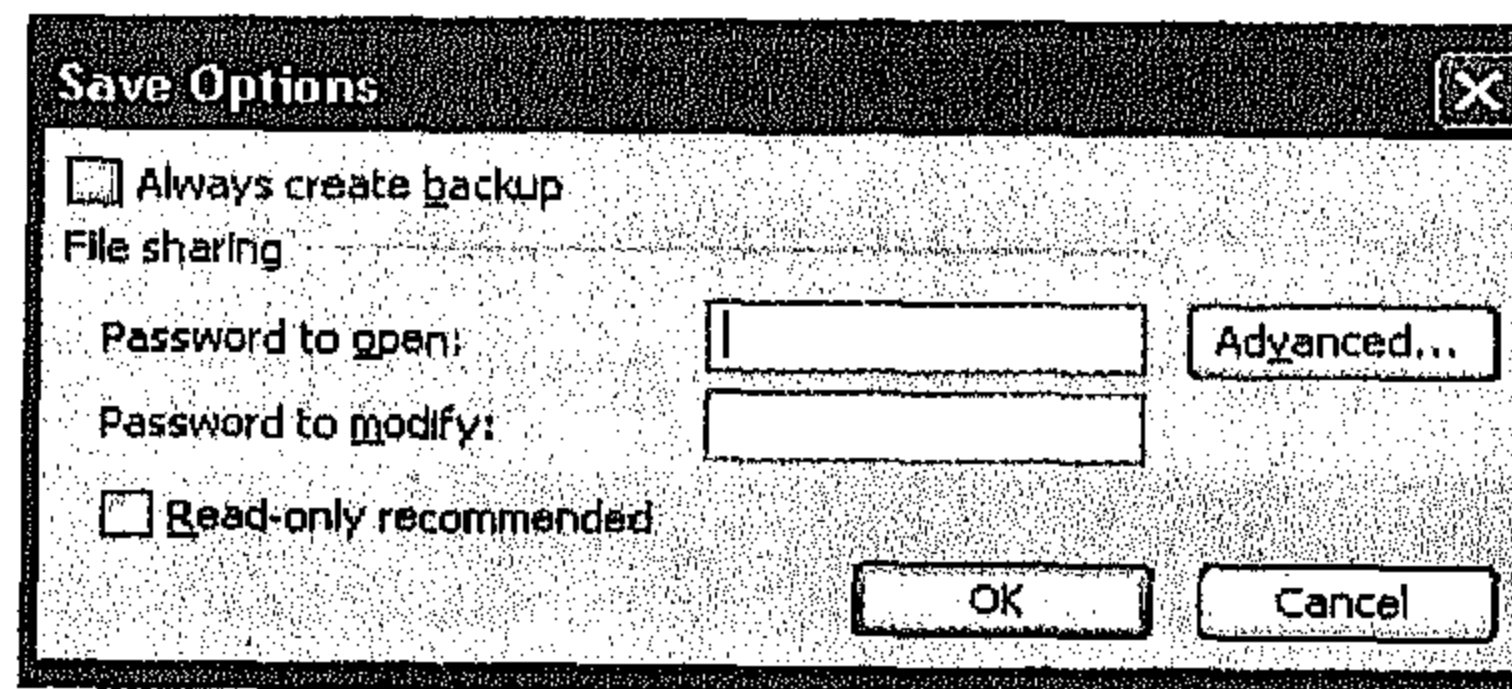 Save Options
Always create backup
File sharing
Password to open:
Advanced...
Password to modify:
Read-only recommended
OK
Cancel